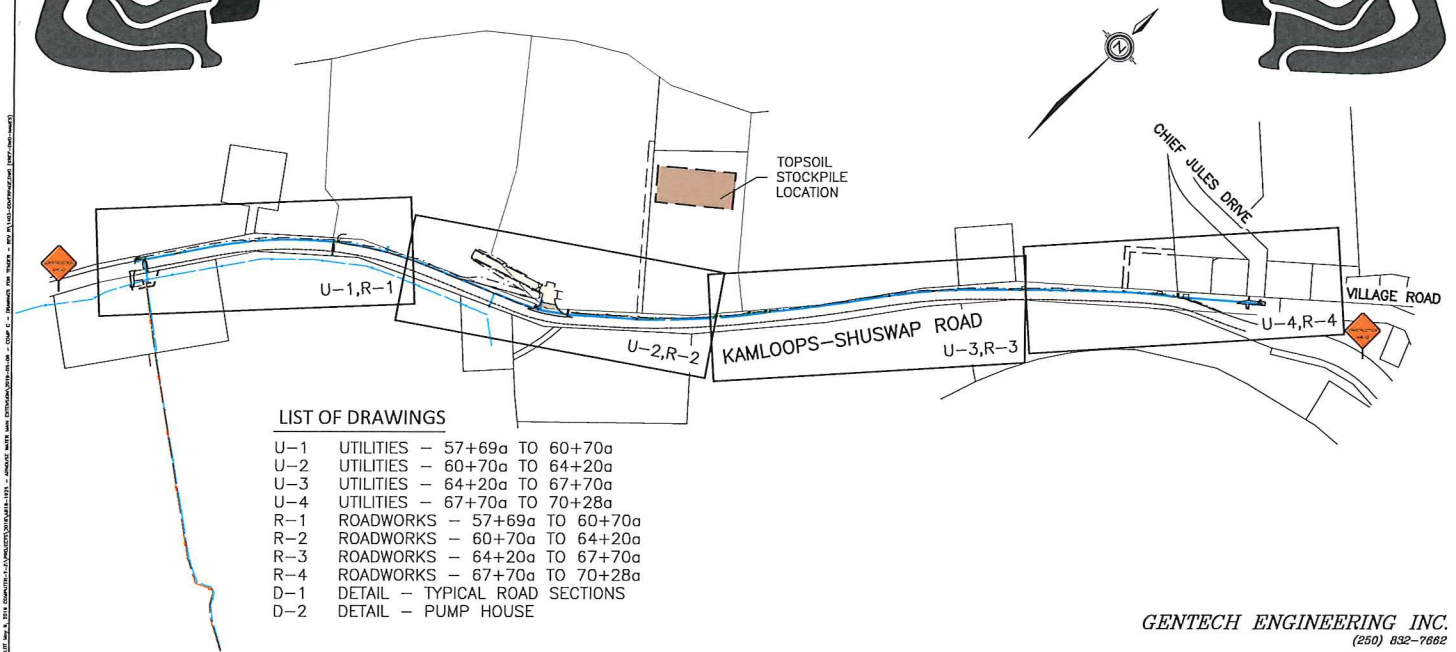 N
CHIEF JULES DRIVE
TOPSOIL
STOCKPILE
LOCATION
U-1,R-1
U-2,R-2
KAMLOOPS-SHUSWAP ROAD
U-3,R-3
U-4,R-4
VILLAGE ROAD
LIST OF DRAWINGS
U-1 UTILITIES - 57+69a TO 60+70a
U-2 UTILITIES - 60+70a TO 64+20a
U-3 UTILITIES - 64+20a TO 67+70a
U-4 UTILITIES - 67+70a TO 70+28a
R-1 ROADWORKS - 57+69a TO 60+70a
R-2 ROADWORKS - 60+70a TO 64+20a
R-3 ROADWORKS - 64+20a TO 67+70a
R-4 ROADWORKS - 67+70a TO 70+28a
D-1 DETAIL - TYPICAL ROAD SECTIONS
D-2 DETAIL - PUMP HOUSE
GENTECH ENGINEERING INC.
(250) 832-7662